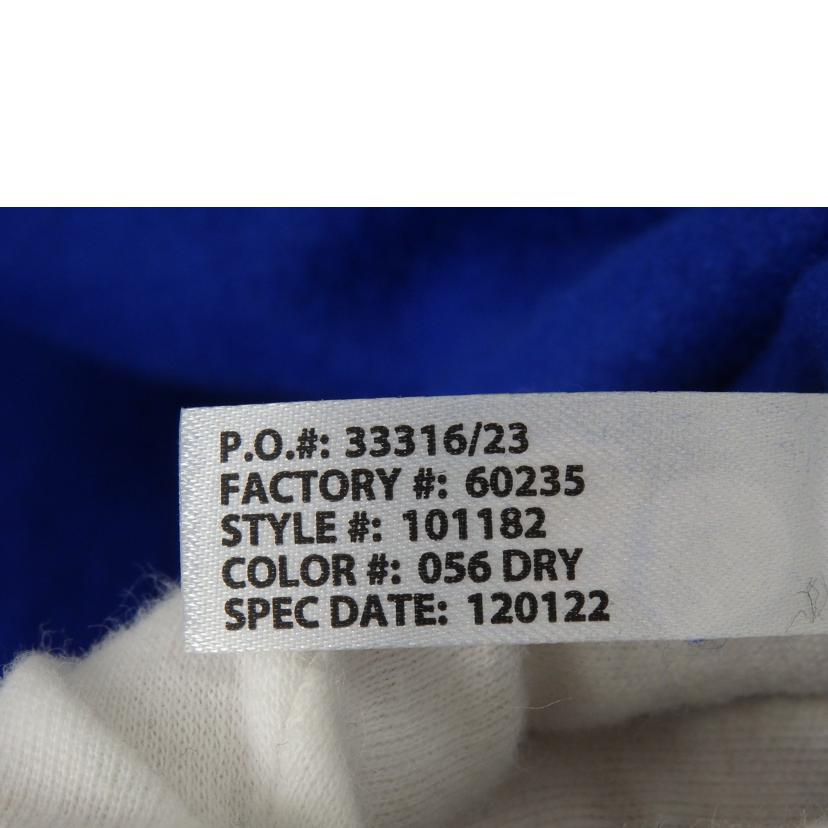 P.O.#: 33316/23
FACTORY #: 60235
STYLE #: 101182
COLOR #: 056 DRY
SPEC DATE: 120122